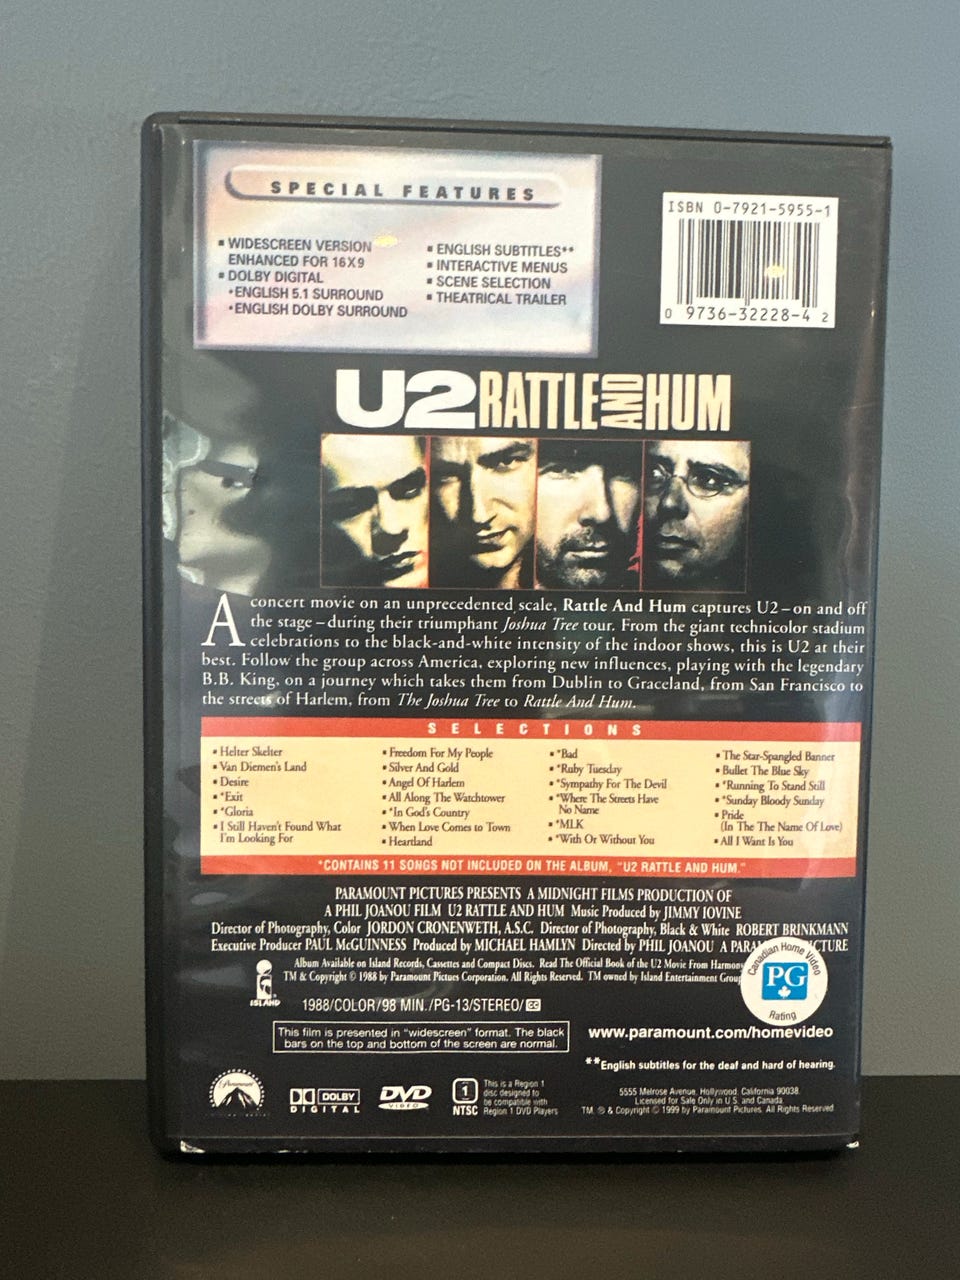 SPECIAL FEATURES
▪ WIDESCREEN VERSION
ENHANCED FOR 16X9
▪ DOLBY DIGITAL
•ENGLISH 5.1 SURROUND
•ENGLISH DOLBY SURROUND
▪ ENGLISH SUBTITLES**
▪ INTERACTIVE MENUS
▪ SCENE SELECTION
▪ THEATRICAL TRAILER
ISBN 0-7921-5955-1
0 9736-32228-4 2
U2 RATTLE AND HUM
A concert movie on an unprecedented scale, Rattle And Hum captures U2–on and off
the stage–during their triumphant Joshua Tree tour. From the giant technicolor stadium
celebrations to the black-and-white intensity of the indoor shows, this is U2 at their
best. Follow the group across America, exploring new influences, playing with the legendary
B.B. King, on a journey which takes them from Dublin to Graceland, from San Francisco to
the streets of Harlem, from The Joshua Tree to Rattle And Hum.
SELECTIONS
▪ Helter Skelter
▪ Van Diemen's Land
▪ Desire
▪ *Exit
▪ *Gloria
▪ I Still Haven't Found What
I'm Looking For
▪ Freedom For My People
▪ Silver And Gold
▪ Angel Of Harlem
▪ All Along The Watchtower
▪ *In God's Country
▪ When Love Comes to Town
▪ Heartland
▪ *Bad
▪ *Ruby Tuesday
▪ *Sympathy For The Devil
▪ *Where The Streets Have
No Name
▪ *MLK
▪ *With Or Without You
▪ The Star-Spangled Banner
▪ Bullet The Blue Sky
▪ *Running To Stand Still
▪ *Sunday Bloody Sunday
▪ Pride
(In The The Name Of Love)
▪ All I Want Is You
*CONTAINS 11 SONGS NOT INCLUDED ON THE ALBUM, "U2 RATTLE AND HUM."
PARAMOUNT PICTURES PRESENTS A MIDNIGHT FILMS PRODUCTION OF
A PHIL JOANOU FILM U2 RATTLE AND HUM Music Produced by JIMMY IOVINE
Director of Photography, Color JORDON CRONENWETH, A.S.C. Director of Photography, Black & White ROBERT BRINKMANN
Executive Producer PAUL McGUINNESS Produced by MICHAEL HAMLYN Directed by PHIL JOANOU A PARA CTURE
Album Available on Island Records, Cassettes and Compact Discs. Read The Official Book of the U2 Movie From Harmony
TM & Copyright © 1988 by Paramount Pictues Corporation. All Rights Reserved. TM owned by Island Entertainment Group
ISLAND
1988/COLOR/98 MIN./PG-13/STEREO/CC
Canadian Home Video
PG
Rating
This film is presented in "widescreen" format. The black
bars on the top and bottom of the screen are normal.
www.paramount.com/homevideo
**English subtitles for the deaf and hard of hearing.
Paramount
DOLBY
DIGITAL
DVD
VIDEO
1
NTSC
This is a Region 1
disc designed to
be compatible with
Region 1 DVD Players
5555 Melrose Avenue, Hollywood, California 90038.
Licensed for Sale Only in U.S. and Canada.
TM, ® & Copyright © 1999 by Paramount Pictures. All Rights Reserved